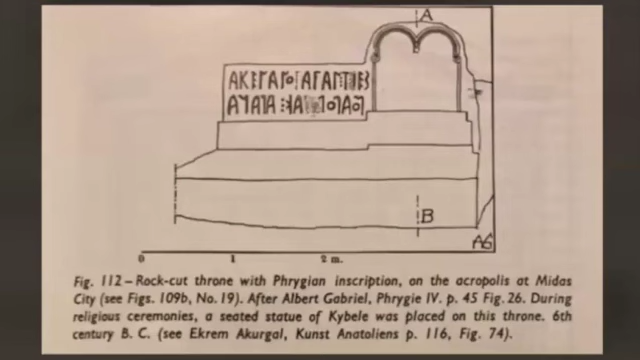 A
B
AG
0 1 2 m.
Fig. 112 – Rock-cut throne with Phrygian inscription, on the acropolis at Midas
City (see Figs. 109b, No. 19). After Albert Gabriel, Phrygie IV. p. 45 Fig. 26. During
religious ceremonies, a seated statue of Kybele was placed on this throne. 6th
century B. C. (see Ekrem Akurgal, Kunst Anatoliens p. 116, Fig. 74).